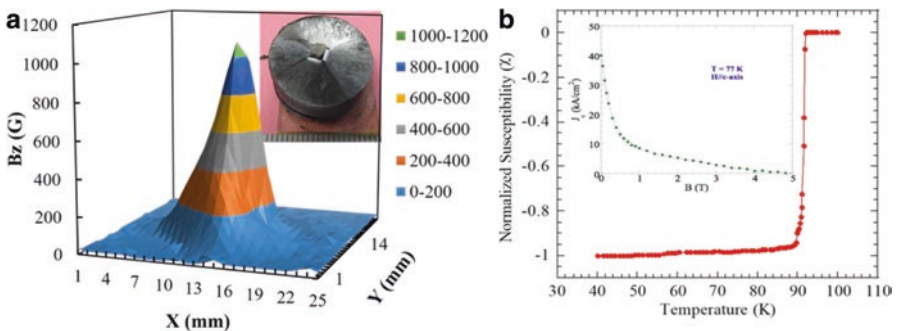 a
1200
1000
800
600
400
200
0
Bz (G)
1 4 7 10 13 16 19 22 25
X (mm)
1
14
Y (mm)
1000-1200
800-1000
600-800
400-600
200-400
0-200
b
0
-0.2
-0.4
-0.6
-0.8
-1
Normalized Susceptibility (χ)
30 40 50 60 70 80 90 100 110
Temperature (K)
50
40
30
20
10
0
Jc (kA/cm²)
0 1 2 3 4 5
B (T)
T = 77 K
H//c-axis